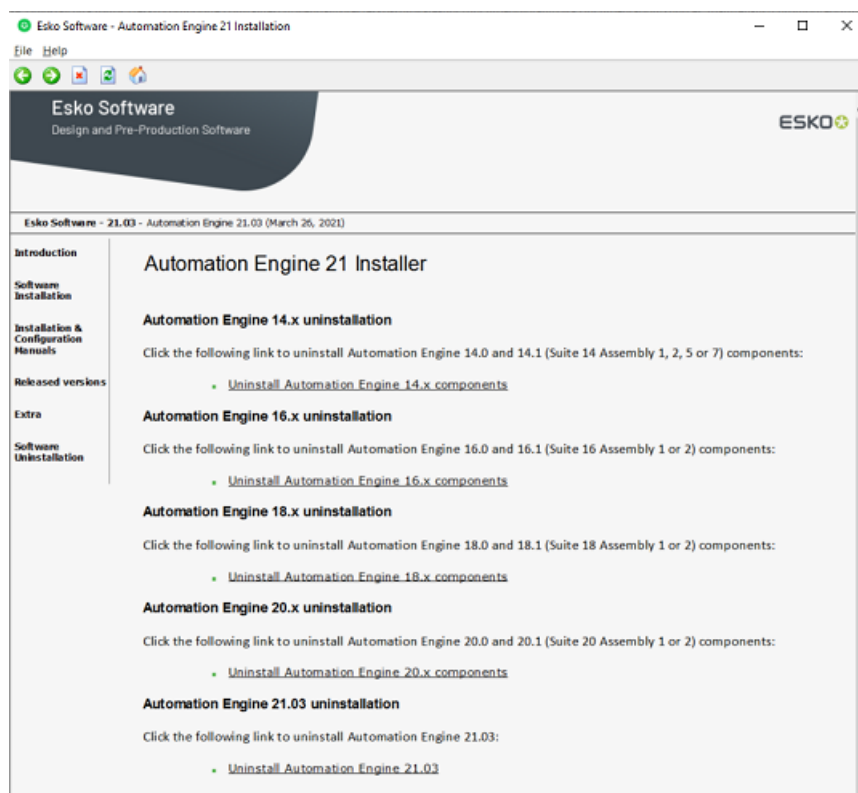 Esko Software - Automation Engine 21 Installation
File Help
Esko Software
Design and Pre-Production Software
ESKO
Esko Software - 21.03 - Automation Engine 21.03 (March 26, 2021)
Introduction
Software
Installation
Installation &
Configuration
Manuals
Released versions
Extra
Software
Uninstallation
Automation Engine 21 Installer
Automation Engine 14.x uninstallation
Click the following link to uninstall Automation Engine 14.0 and 14.1 (Suite 14 Assembly 1, 2, 5 or 7) components:
Uninstall Automation Engine 14.x components
Automation Engine 16.x uninstallation
Click the following link to uninstall Automation Engine 16.0 and 16.1 (Suite 16 Assembly 1 or 2) components:
Uninstall Automation Engine 16.x components
Automation Engine 18.x uninstallation
Click the following link to uninstall Automation Engine 18.0 and 18.1 (Suite 18 Assembly 1 or 2) components:
Uninstall Automation Engine 18.x components
Automation Engine 20.x uninstallation
Click the following link to uninstall Automation Engine 20.0 and 20.1 (Suite 20 Assembly 1 or 2) components:
Uninstall Automation Engine 20.x components
Automation Engine 21.03 uninstallation
Click the following link to uninstall Automation Engine 21.03:
Uninstall Automation Engine 21.03